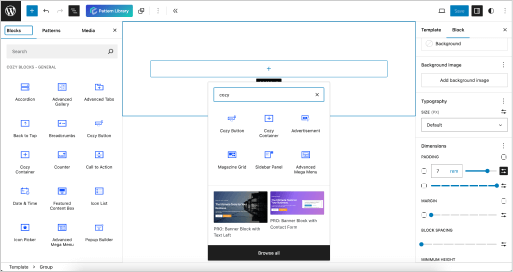 Pattern Library
Save
Blocks
Patterns
Media
Search
COZY BLOCKS - GENERAL
Accordion
Advanced Gallery
Advanced Tabs
Back to Top
Breadcrumbs
Cozy Button
Cozy Container
Counter
Call to Action
Date & Time
Featured Content Box
Icon List
Icon Picker
Advanced Mega Menu
Popup Builder
cozy
Cozy Button
Cozy Container
Advertisement
Magazine Grid
Sidebar Panel
Advanced Mega Menu
PRO: Banner Block with Text Left
PRO: Banner Block with Contact Form
Browse all
Template
Block
Background
Background Image
Add background image
Typography
SIZE (PX)
Default
Dimensions
PADDING
7
rem
MARGIN
BLOCK SPACING
MINIMUM HEIGHT
Template › Group